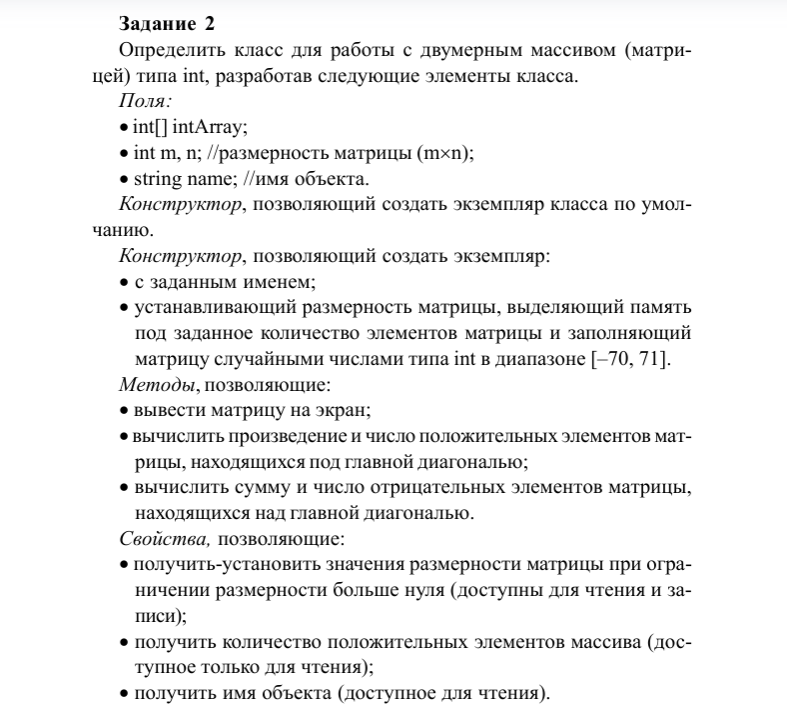 Задание 2
Определить класс для работы с двумерным массивом (матри-
цей) типа int, разработав следующие элементы класса.
Поля:
• int[] intArray;
• int m, n; //размерность матрицы (m×n);
• string name; //имя объекта.
Конструктор, позволяющий создать экземпляр класса по умол-
чанию.
Конструктор, позволяющий создать экземпляр:
• с заданным именем;
• устанавливающий размерность матрицы, выделяющий память
под заданное количество элементов матрицы и заполняющий
матрицу случайными числами типа int в диапазоне [–70, 71].
Методы, позволяющие:
• вывести матрицу на экран;
• вычислить произведение и число положительных элементов мат-
рицы, находящихся под главной диагональю;
• вычислить сумму и число отрицательных элементов матрицы,
находящихся над главной диагональю.
Свойства, позволяющие:
• получить-установить значения размерности матрицы при огра-
ничении размерности больше нуля (доступны для чтения и за-
писи);
• получить количество положительных элементов массива (дос-
тупное только для чтения);
• получить имя объекта (доступное для чтения).